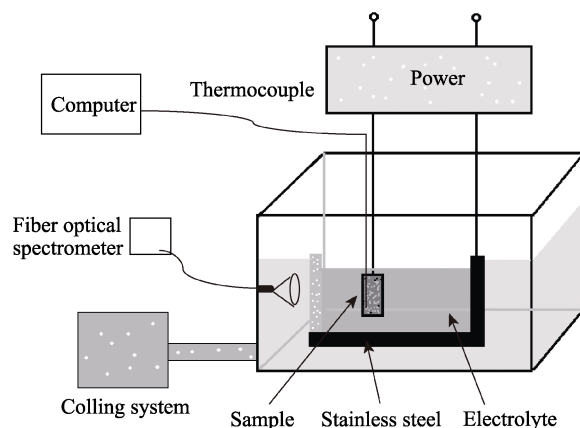 Power
Thermocouple
Computer
Fiber optical
spectrometer
Colling system
Sample
Stainless steel
Electrolyte